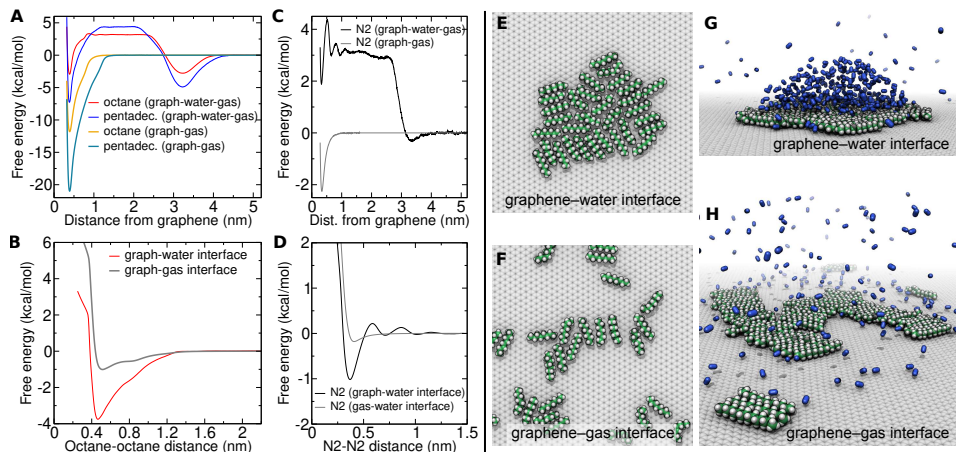 A
Free energy (kcal/mol)
5
0
-5
-10
-15
-20
octane (graph-water-gas)
pentadec. (graph-water-gas)
octane (graph-gas)
pentadec. (graph-gas)
0 1 2 3 4 5
Distance from graphene (nm)
B
Free energy (kcal/mol)
6
4
2
0
-2
-4
graph-water interface
graph-gas interface
0.4 0.8 1.2 1.6 2
Octane-octane distance (nm)
C
Free energy (kcal/mol)
4
2
0
-2
N2 (graph-water-gas)
N2 (graph-gas)
0 1 2 3 4 5
Dist. from graphene (nm)
D
Free energy (kcal/mol)
2
1
0
-1
-2
N2 (graph-water interface)
N2 (gas-water interface)
0 0.5 1 1.5
N2-N2 distance (nm)
E
graphene–water interface
F
graphene–gas interface
G
graphene–water interface
H
graphene–gas interface